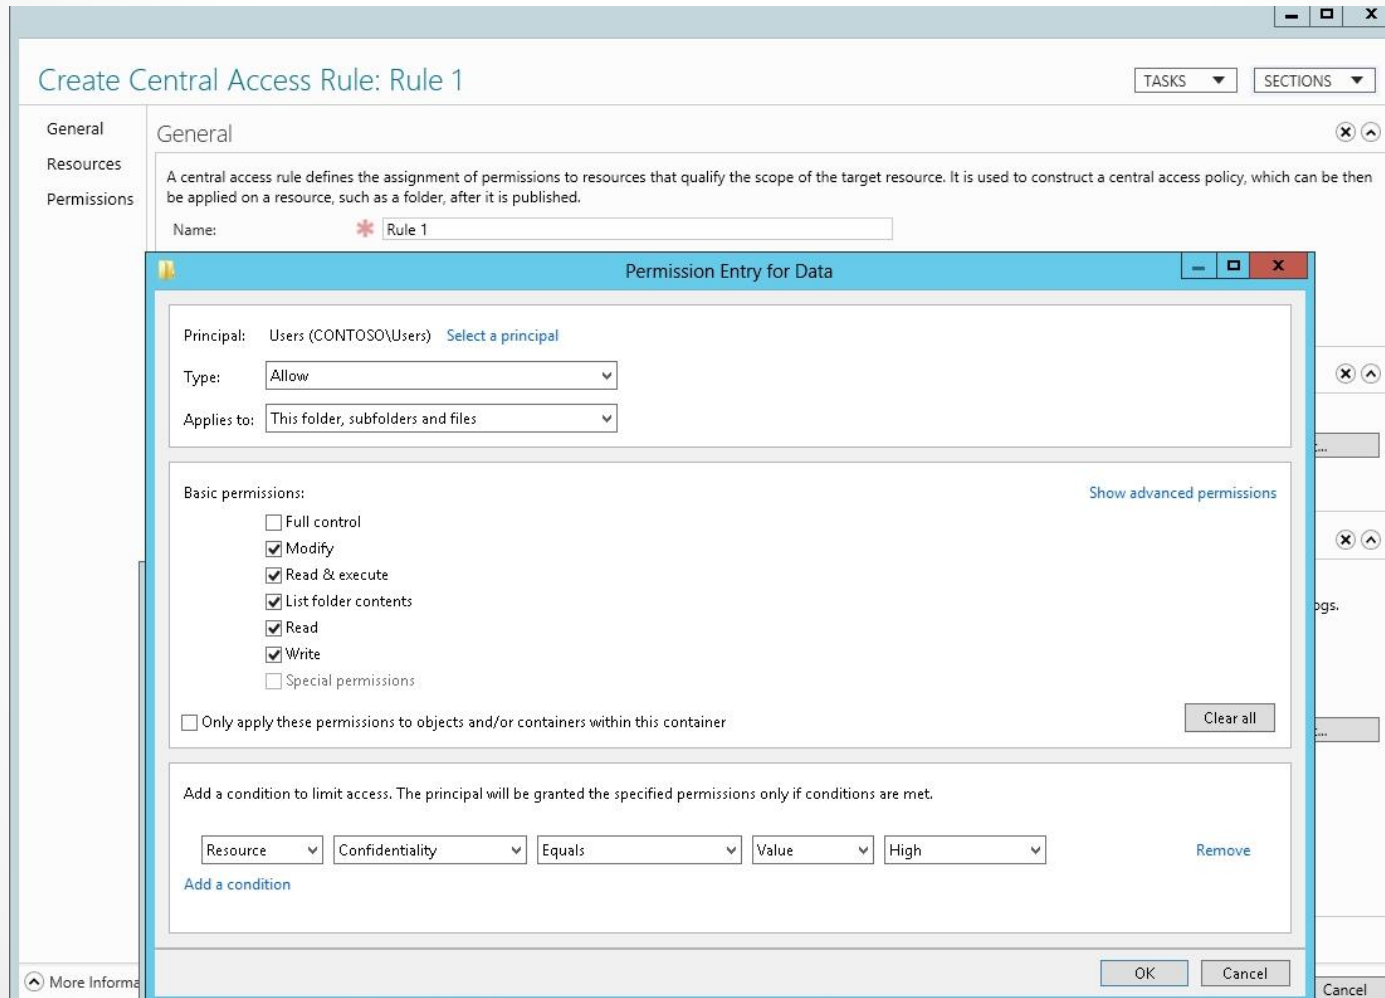 Create Central Access Rule: Rule 1
TASKS
SECTIONS
General
Resources
Permissions
General
A central access rule defines the assignment of permissions to resources that qualify the scope of the target resource. It is used to construct a central access policy, which can be then
be applied on a resource, such as a folder, after it is published.
Name: * Rule 1
Permission Entry for Data
Principal: Users (CONTOSO\Users) Select a principal
Type: Allow
Applies to: This folder, subfolders and files
Basic permissions: Show advanced permissions
Full control
Modify
Read & execute
List folder contents
Read
Write
Special permissions
Only apply these permissions to objects and/or containers within this container
Clear all
Add a condition to limit access. The principal will be granted the specified permissions only if conditions are met.
Resource Confidentiality Equals Value High Remove
Add a condition
OK Cancel
More Informa
Cancel